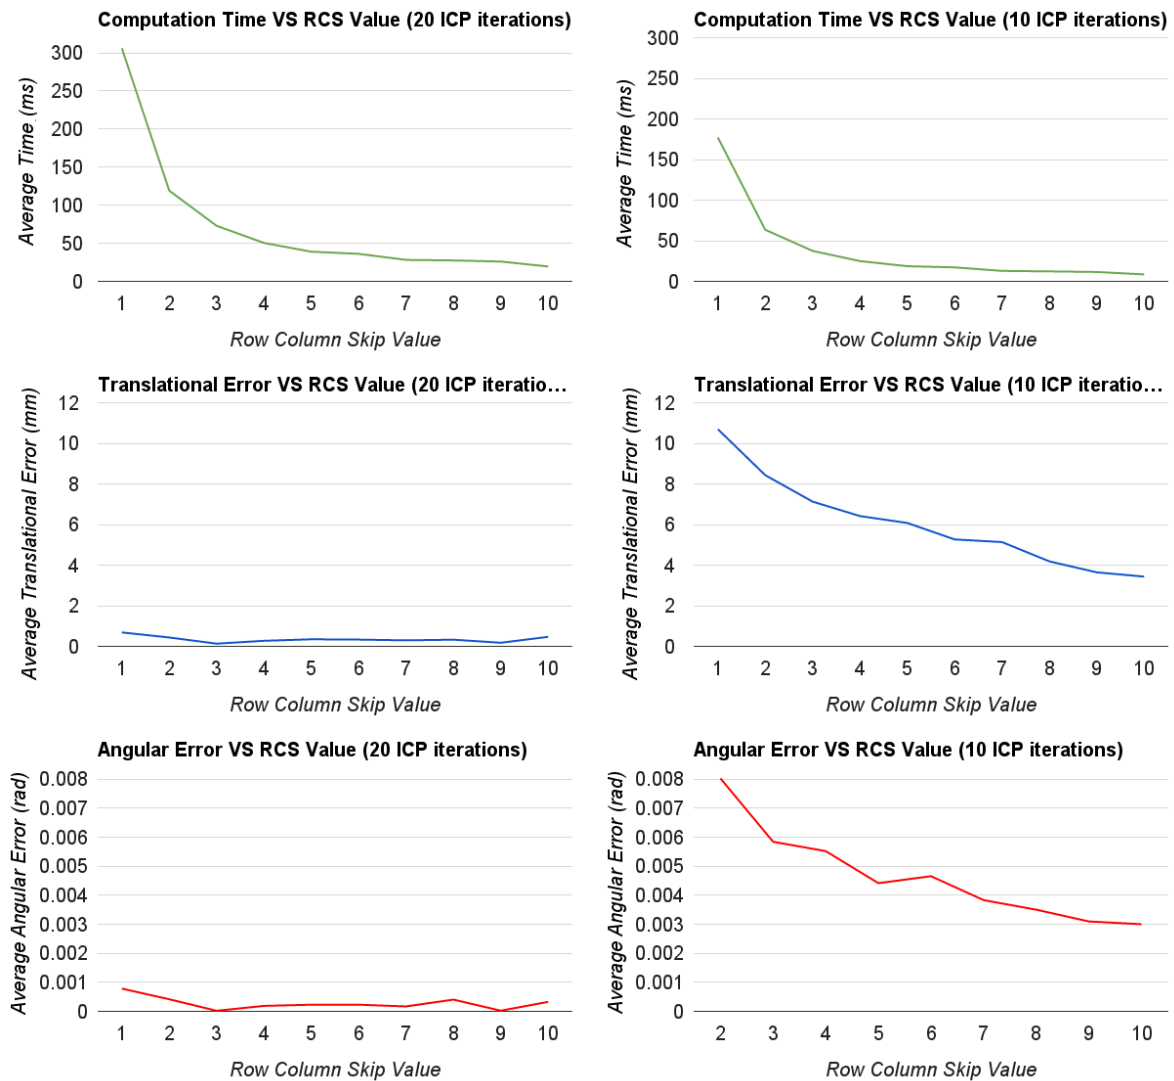 Computation Time VS RCS Value (20 ICP iterations)
Average Time (ms)
300
250
200
150
100
50
0
1 2 3 4 5 6 7 8 9 10
Row Column Skip Value
Computation Time VS RCS Value (10 ICP iterations)
Average Time (ms)
300
250
200
150
100
50
0
1 2 3 4 5 6 7 8 9 10
Row Column Skip Value
Translational Error VS RCS Value (20 ICP iteratio…
Average Translational Error (mm)
12
10
8
6
4
2
0
1 2 3 4 5 6 7 8 9 10
Row Column Skip Value
Translational Error VS RCS Value (10 ICP iteratio…
Average Translational Error (mm)
12
10
8
6
4
2
0
1 2 3 4 5 6 7 8 9 10
Row Column Skip Value
Angular Error VS RCS Value (20 ICP iterations)
Average Angular Error (rad)
0.008
0.007
0.006
0.005
0.004
0.003
0.002
0.001
0
1 2 3 4 5 6 7 8 9 10
Row Column Skip Value
Angular Error VS RCS Value (10 ICP iterations)
Average Angular Error (rad)
0.008
0.007
0.006
0.005
0.004
0.003
0.002
0.001
0
2 3 4 5 6 7 8 9 10
Row Column Skip Value